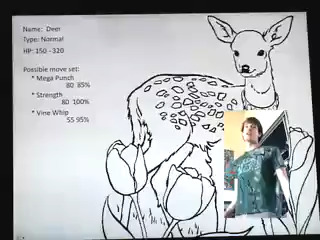 Name: Deer
Type: Normal
HP: 150 - 320
Possible move set:
* Mega Punch
80 85%
* Strength
80 100%
* Vine Whip
55 95%